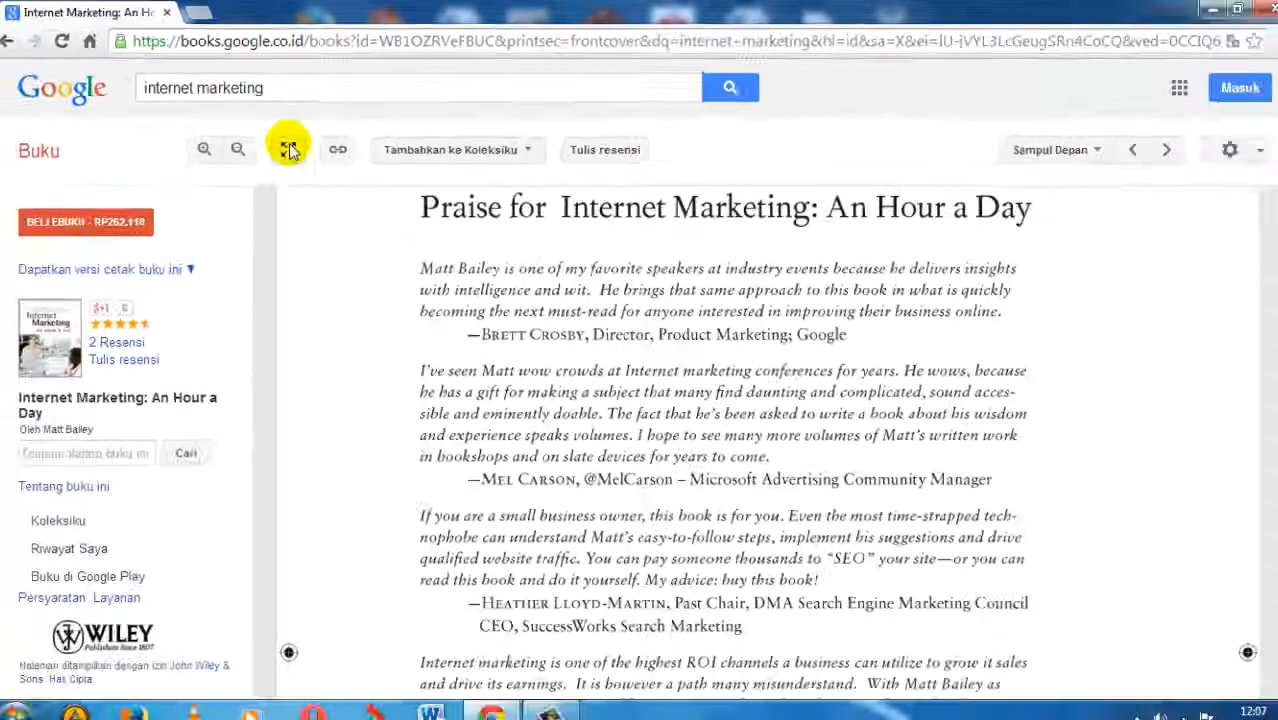 Internet Marketing: An Ho
https://books.google.co.id/books?id=WB1OZRVeFBUC&printsec=frontcover&dq=internet+marketing&hl=id&sa=X&ei=lU-jVYL3LcGeugSRn4CoCQ&ved=0CCIQ6
Google
internet marketing
Masuk
Buku
Tambahkan ke Koleksiku
Tulis resensi
Sampul Depan
BELI EBUKU - RP262.118
Dapatkan versi cetak buku ini
Internet
Marketing
g+1
2 Resensi
Tulis resensi
Internet Marketing: An Hour a
Day
Oleh Matt Bailey
buku ini
Cari
Tentang buku ini
Koleksiku
Riwayat Saya
Buku di Google Play
Persyaratan Layanan
WILEY
Publishers Since 1807
Halaman ditampilkan dengan izin John Wiley &
Sons. Hak Cipta
Praise for Internet Marketing: An Hour a Day
Matt Bailey is one of my favorite speakers at industry events because he delivers insights
with intelligence and wit. He brings that same approach to this book in what is quickly
becoming the next must-read for anyone interested in improving their business online.
—BRETT CROSBY, Director, Product Marketing; Google
I've seen Matt wow crowds at Internet marketing conferences for years. He wows, because
he has a gift for making a subject that many find daunting and complicated, sound acces-
sible and eminently doable. The fact that he's been asked to write a book about his wisdom
and experience speaks volumes. I hope to see many more volumes of Matt's written work
in bookshops and on slate devices for years to come.
—MEL CARSON, @MelCarson – Microsoft Advertising Community Manager
If you are a small business owner, this book is for you. Even the most time-strapped tech-
nophobe can understand Matt's easy-to-follow steps, implement his suggestions and drive
qualified website traffic. You can pay someone thousands to "SEO" your site—or you can
read this book and do it yourself. My advice: buy this book!
—HEATHER LLOYD-MARTIN, Past Chair, DMA Search Engine Marketing Council
CEO, SuccessWorks Search Marketing
Internet marketing is one of the highest ROI channels a business can utilize to grow it sales
and drive its earnings. It is however a path many misunderstand. With Matt Bailey as
12:07